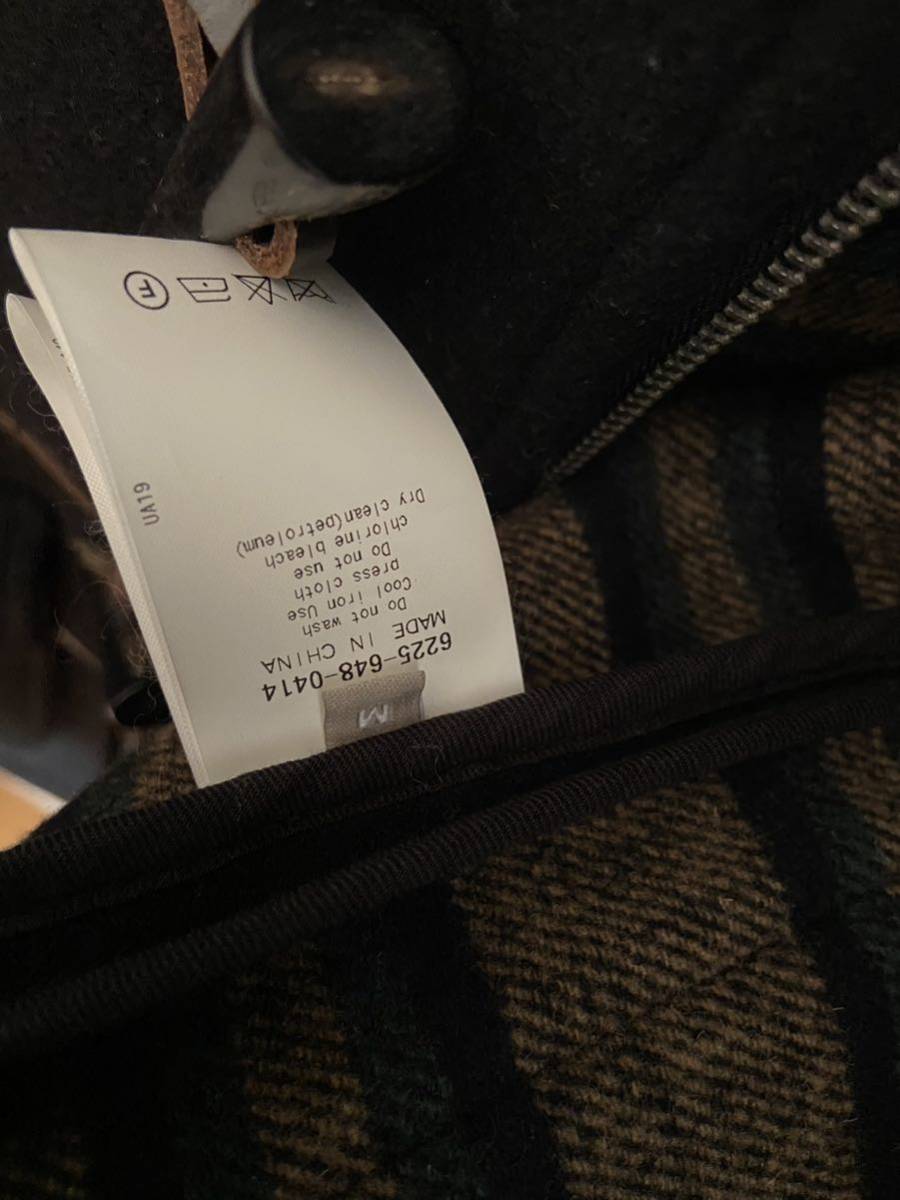 M
6225-648-0414
MADE IN CHINA
Do not wash
Cool iron Use
press cloth
Do not use
chlorine bleach
Dry clean(petroleum)
UA19
F